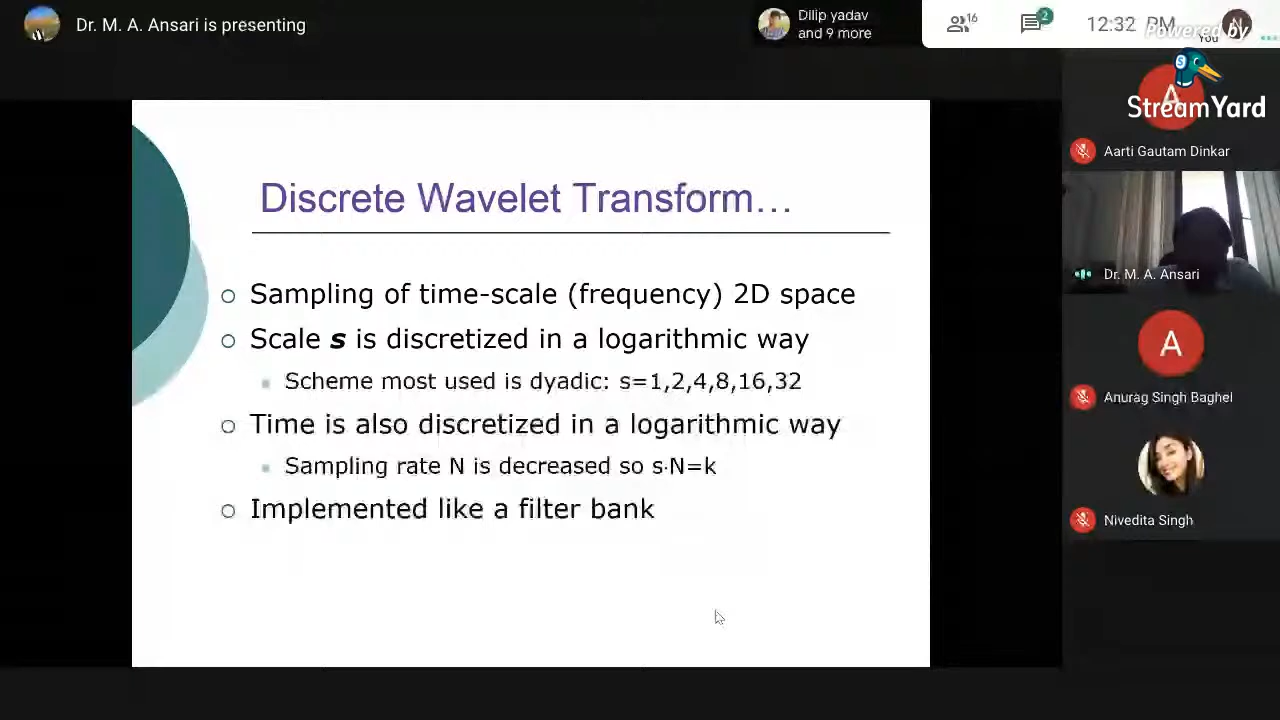 Dr. M. A. Ansari is presenting
Dilip yadav
and 9 more
16
2
12:32 PM
N
You
Powered by
StreamYard
Discrete Wavelet Transform...
Sampling of time-scale (frequency) 2D space
Scale s is discretized in a logarithmic way
Scheme most used is dyadic: s=1,2,4,8,16,32
Time is also discretized in a logarithmic way
Sampling rate N is decreased so s·N=k
Implemented like a filter bank
A
Aarti Gautam Dinkar
Dr. M. A. Ansari
A
Anurag Singh Baghel
Nivedita Singh